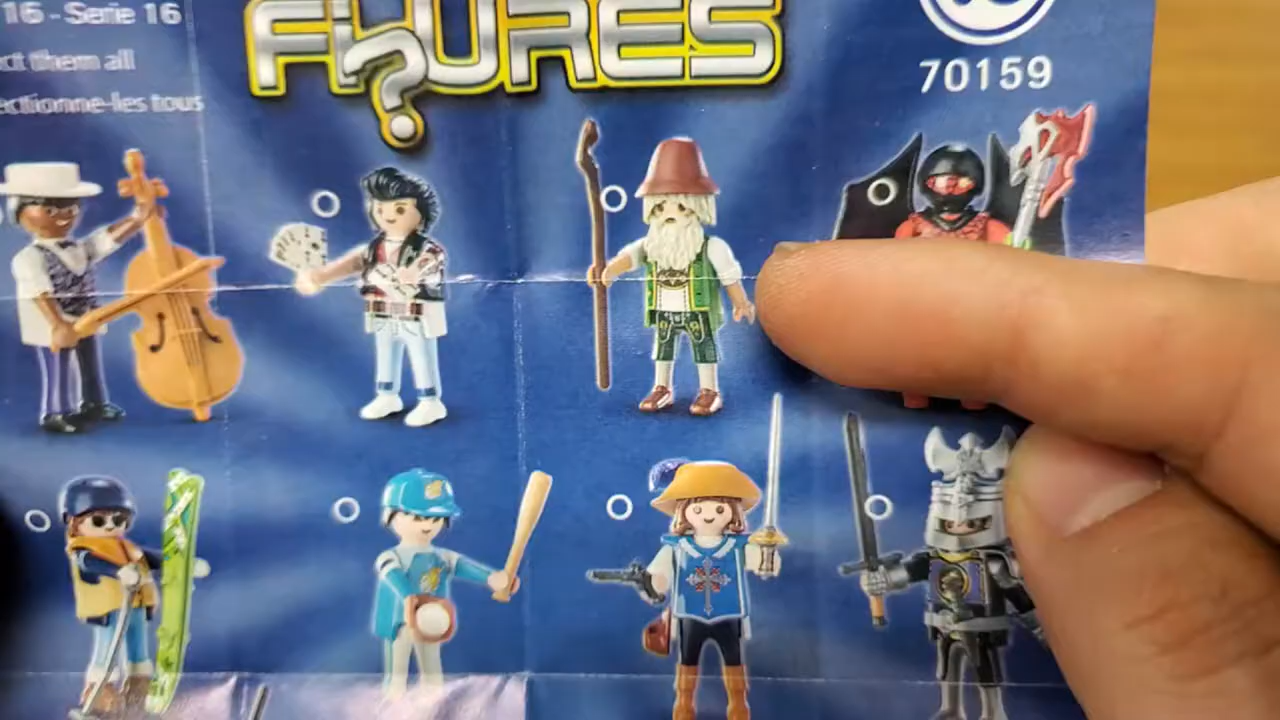 16 - Serie 16
FI?URES
ct them all
70159
ectionne-les tous